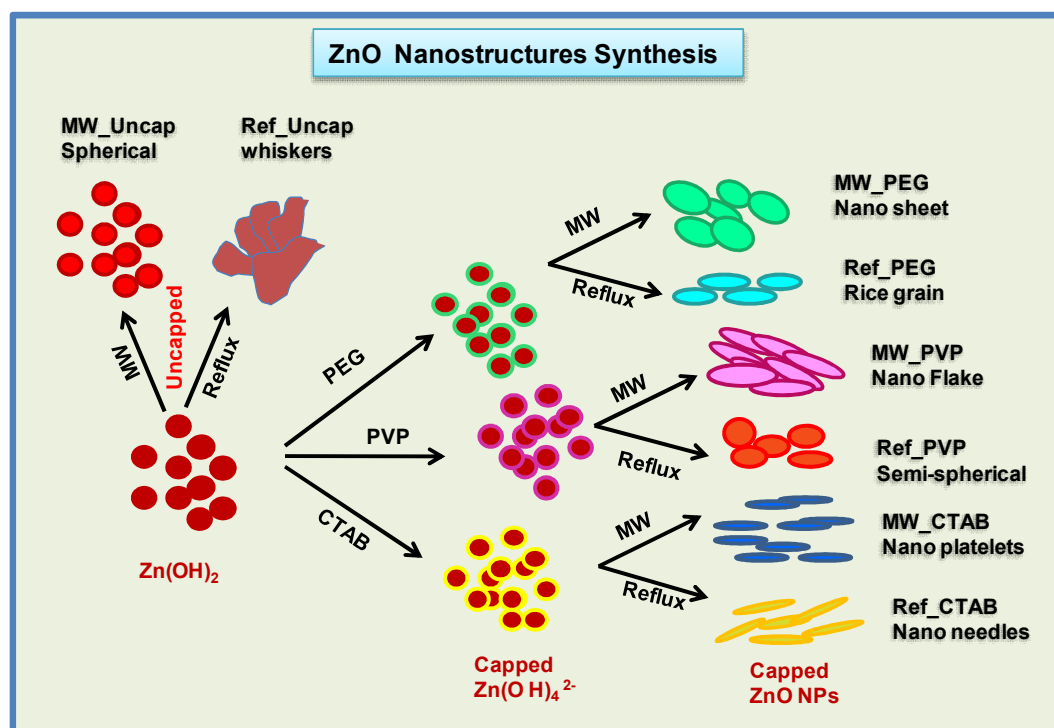 ZnO Nanostructures Synthesis
MW_Uncap
Spherical
Ref_Uncap
whiskers
MW
Uncapped
Reflux
Zn(OH)₂
PEG
PVP
CTAB
MW
Reflux
MW_PEG
Nano sheet
Ref_PEG
Rice grain
MW
Reflux
MW_PVP
Nano Flake
Ref_PVP
Semi-spherical
MW
Reflux
MW_CTAB
Nano platelets
Ref_CTAB
Nano needles
Capped
Zn(O H)₄ ²⁻
Capped
ZnO NPs